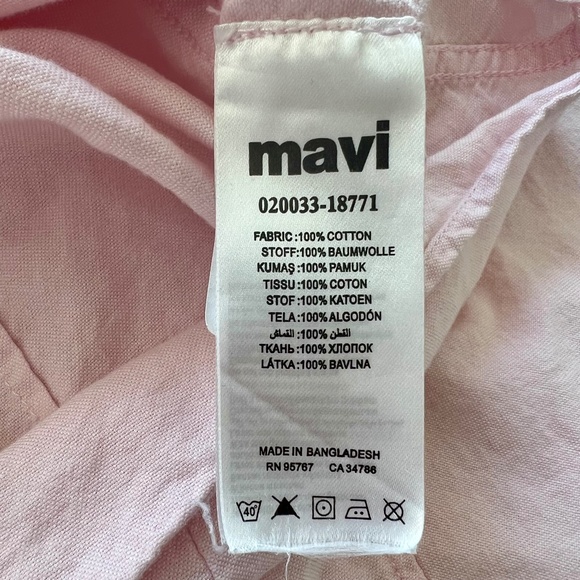 mavi
020033-18771
FABRIC :100% COTTON
STOFF:100% BAUMWOLLE
KUMAŞ :100% PAMUK
TISSU :100% COTON
STOF :100% KATOEN
TELA :100% ALGODÓN
القطن 100%: القماش
ТКАНЬ :100% ХЛОПОК
LÁTKA :100% BAVLNA
MADE IN BANGLADESH
RN 95767 CA 34786
40°